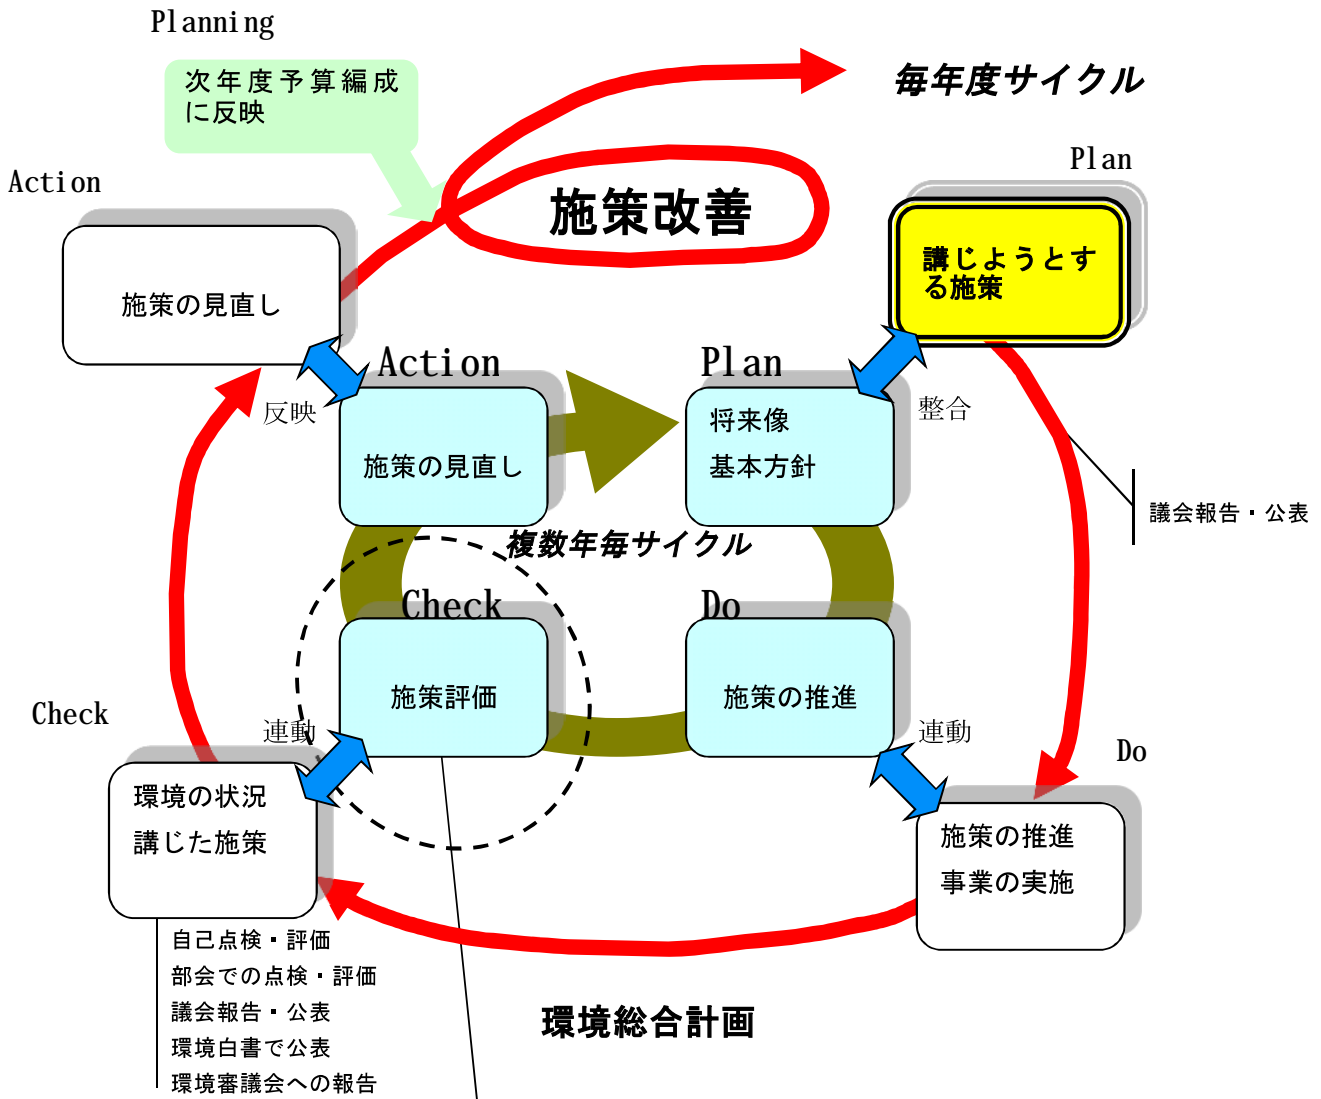 Planning
次年度予算編成
に反映
毎年度サイクル
Plan
Action
施策改善
講じようとす
る施策
施策の見直し
Action
Plan
反映
整合
将来像
基本方針
施策の見直し
議会報告・公表
複数年毎サイクル
Check
Do
施策評価
施策の推進
Check
連動
連動
Do
環境の状況
講じた施策
施策の推進
事業の実施
自己点検・評価
部会での点検・評価
議会報告・公表
環境白書で公表
環境審議会への報告
環境総合計画